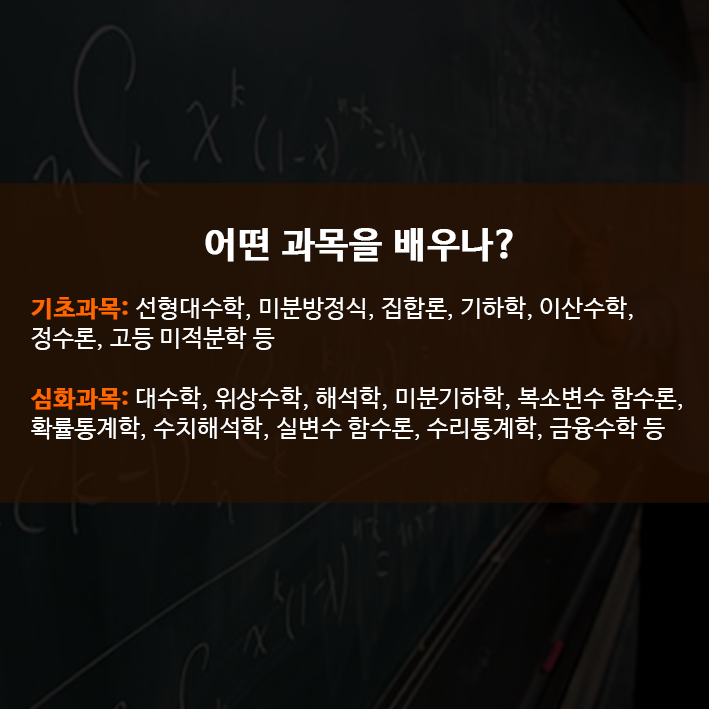 어떤 과목을 배우나?
기초과목: 선형대수학, 미분방정식, 집합론, 기하학, 이산수학,
정수론, 고등 미적분학 등
심화과목: 대수학, 위상수학, 해석학, 미분기하학, 복소변수 함수론,
확률통계학, 수치해석학, 실변수 함수론, 수리통계학, 금융수학 등